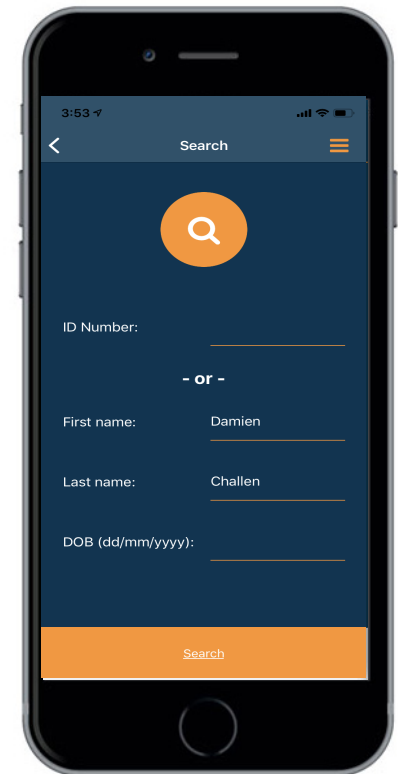 3:53
Search
ID Number:
- or -
First name: Damien
Last name: Challen
DOB (dd/mm/yyyy):
Search